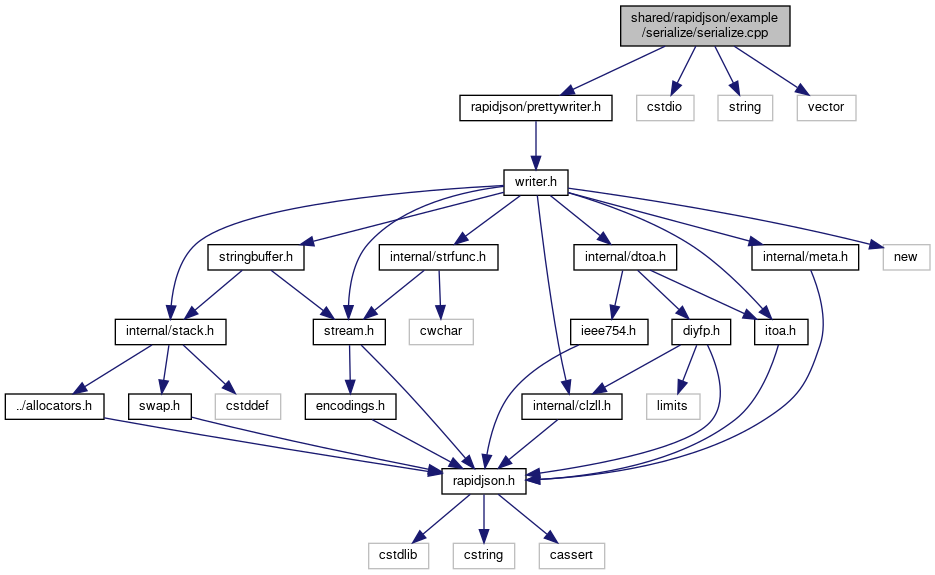 shared/rapidjson/example
/serialize/serialize.cpp
rapidjson/prettywriter.h
cstdio
string
vector
writer.h
stringbuffer.h
internal/strfunc.h
internal/dtoa.h
internal/meta.h
new
internal/stack.h
stream.h
cwchar
ieee754.h
diyfp.h
itoa.h
../allocators.h
swap.h
cstddef
encodings.h
internal/clzll.h
limits
rapidjson.h
cstdlib
cstring
cassert